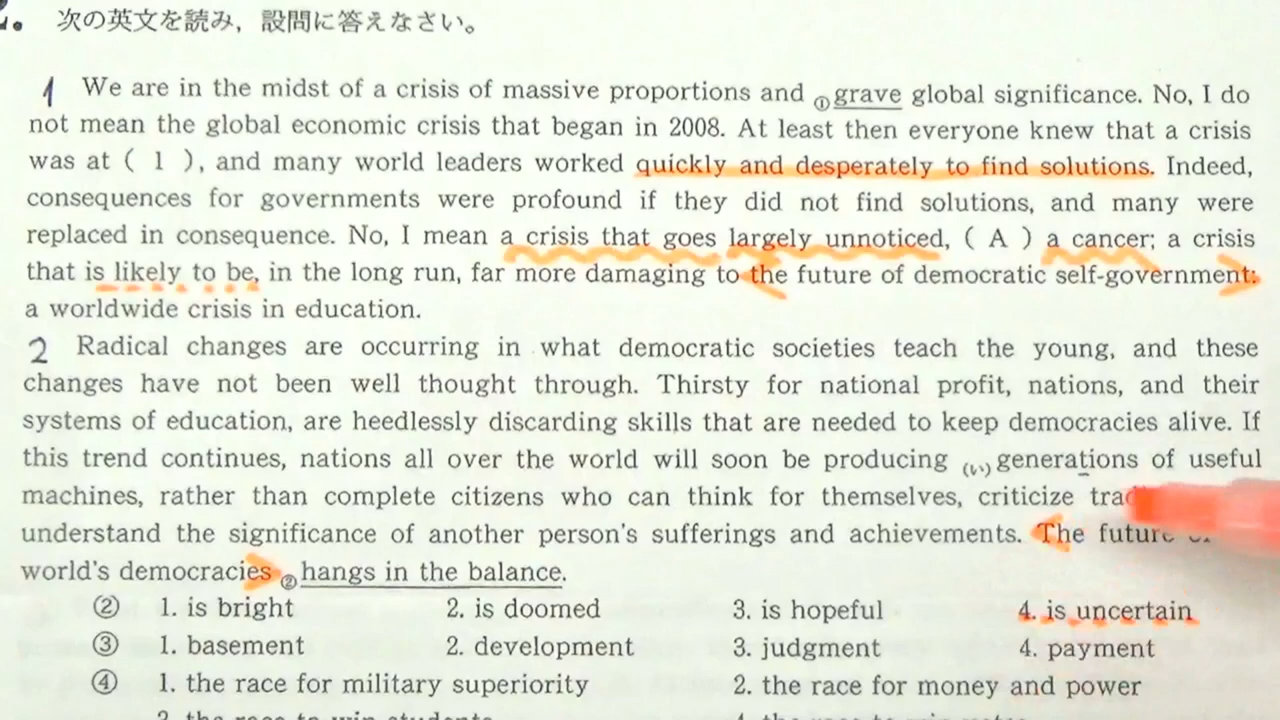 2. 次の英文を読み，設問に答えなさい。
1 We are in the midst of a crisis of massive proportions and ①grave global significance. No, I do
not mean the global economic crisis that began in 2008. At least then everyone knew that a crisis
was at ( 1 ), and many world leaders worked quickly and desperately to find solutions. Indeed,
consequences for governments were profound if they did not find solutions, and many were
replaced in consequence. No, I mean a crisis that goes largely unnoticed, ( A ) a cancer; a crisis
that is likely to be, in the long run, far more damaging to the future of democratic self-government:
a worldwide crisis in education.
2 Radical changes are occurring in what democratic societies teach the young, and these
changes have not been well thought through. Thirsty for national profit, nations, and their
systems of education, are heedlessly discarding skills that are needed to keep democracies alive. If
this trend continues, nations all over the world will soon be producing (い)generations of useful
machines, rather than complete citizens who can think for themselves, criticize
understand the significance of another person's sufferings and achievements. The future
world's democracies ②hangs in the balance.
② 1. is bright 2. is doomed 3. is hopeful 4. is uncertain
③ 1. basement 2. development 3. judgment 4. payment
④ 1. the race for military superiority 2. the race for money and power